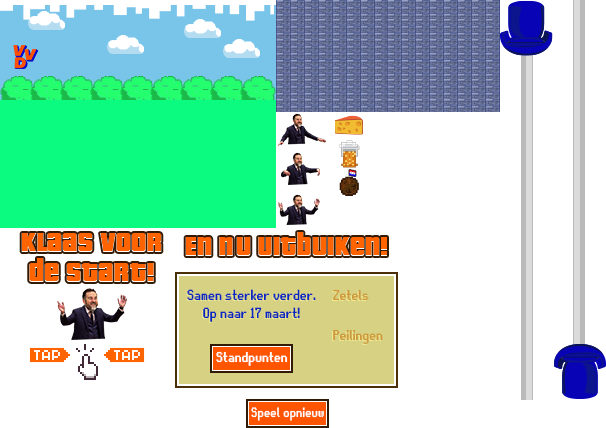 VVD
Klaas voor
de start!
TAP TAP
En nu uitbuiken!
Samen sterker verder.
Op naar 17 maart!
Zetels
Peilingen
Standpunten
Speel opnieuw